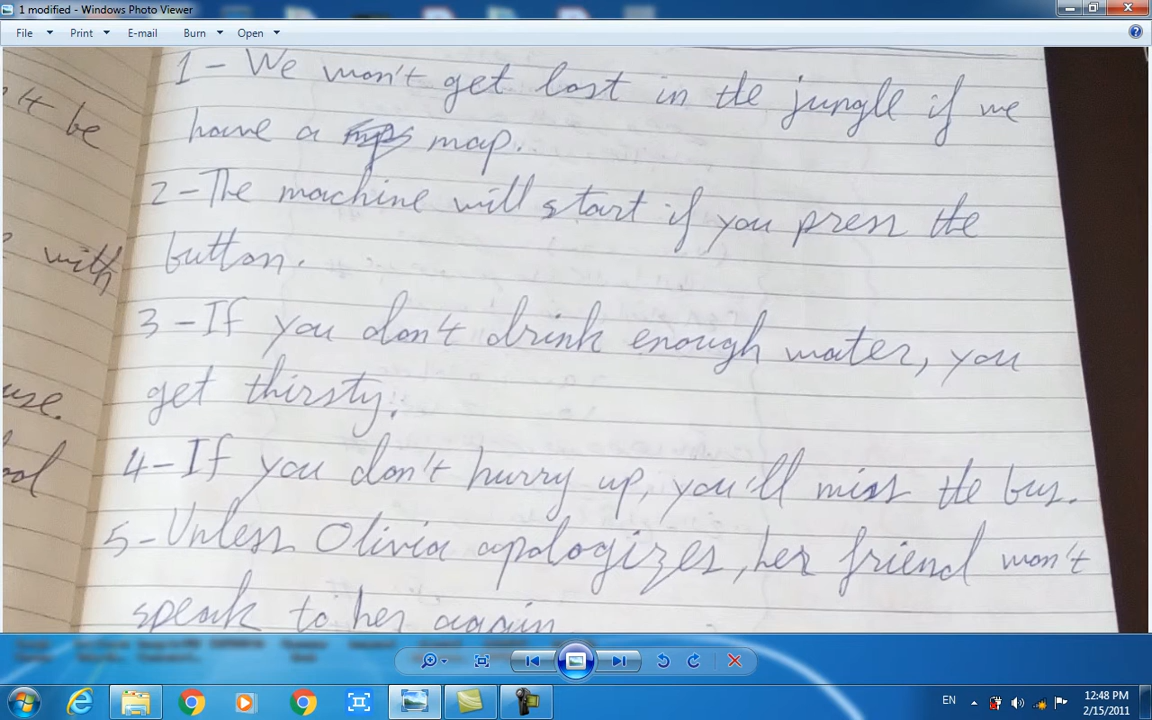 1 modified - Windows Photo Viewer
File Print E-mail Burn Open
1 - We won't get lost in the jungle if we
have a map.
2 - The machine will start if you press the
button.
3 - If you don't drink enough water, you
get thirsty.
4 - If you don't hurry up, you'll miss the bus.
5 - Unless Olivia apologizes, her friend won't
speak to her again
't be
with
use.
EN
12:48 PM
2/15/2011